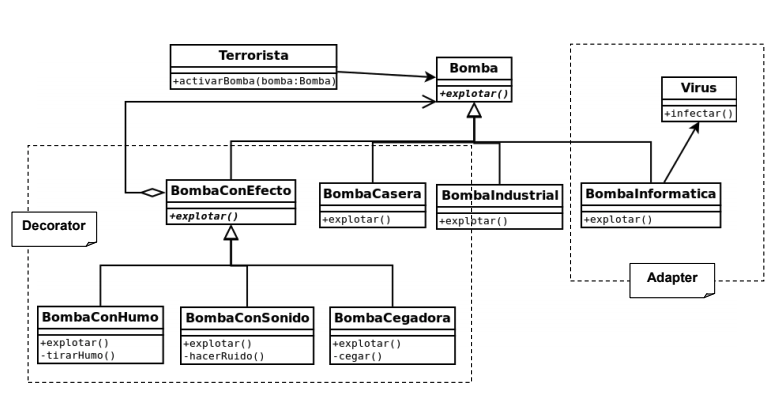 Terrorista
+activarBomba(bomba:Bomba)
Bomba
+explotar()
Virus
+infectar()
BombaConEfecto
+explotar()
BombaCasera
+explotar()
BombaIndustrial
+explotar()
BombaInformatica
+explotar()
Decorator
Adapter
BombaConHumo
+explotar()
-tirarHumo()
BombaConSonido
+explotar()
-hacerRuido()
BombaCegadora
+explotar()
-cegar()